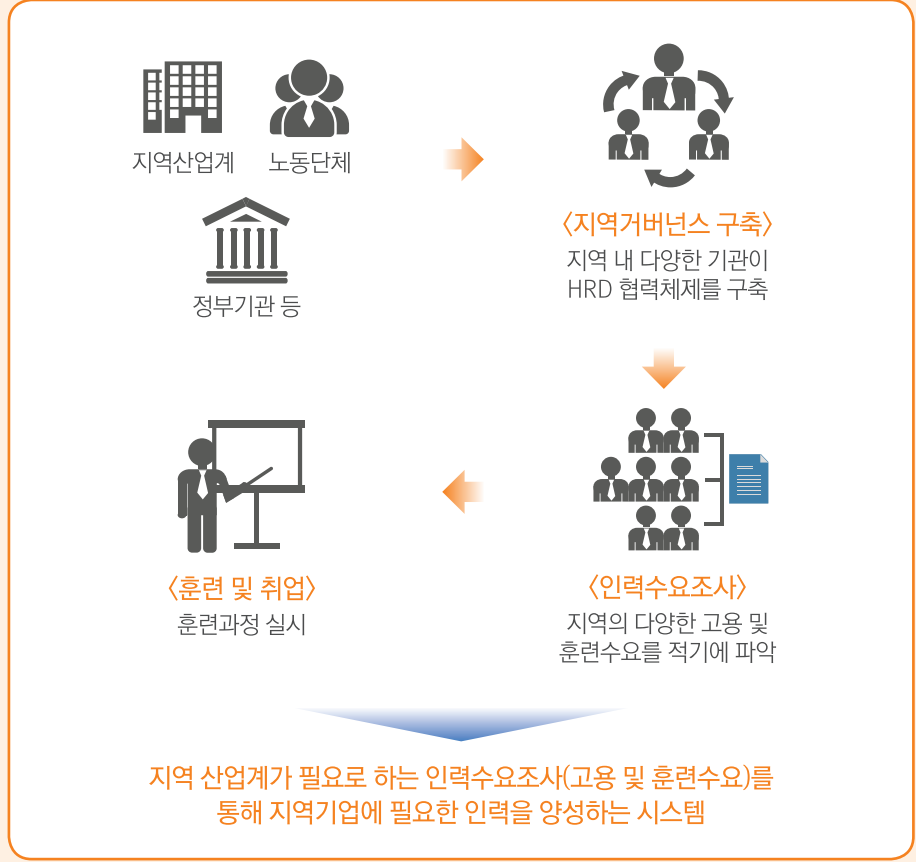 지역산업계
노동단체
정부기관 등
〈지역거버넌스 구축〉
지역 내 다양한 기관이
HRD 협력체제를 구축
〈인력수요조사〉
지역의 다양한 고용 및
훈련수요를 적기에 파악
〈훈련 및 취업〉
훈련과정 실시
지역 산업계가 필요로 하는 인력수요조사(고용 및 훈련수요)를
통해 지역기업에 필요한 인력을 양성하는 시스템